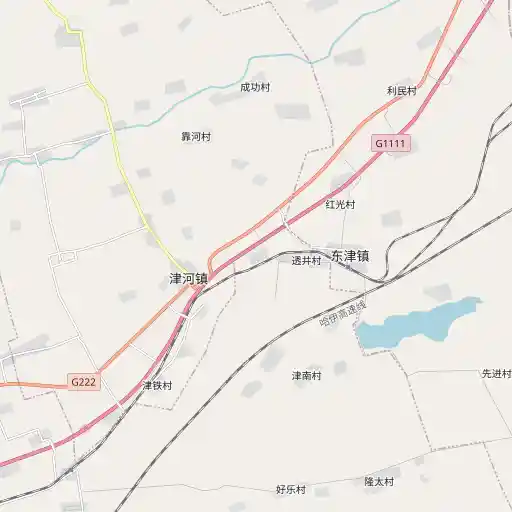 成功村
利民村
靠河村
G1111
红光村
东津镇
透井村
津河镇
哈伊高速线
先进村
津南村
G222
津铁村
隆太村
好乐村